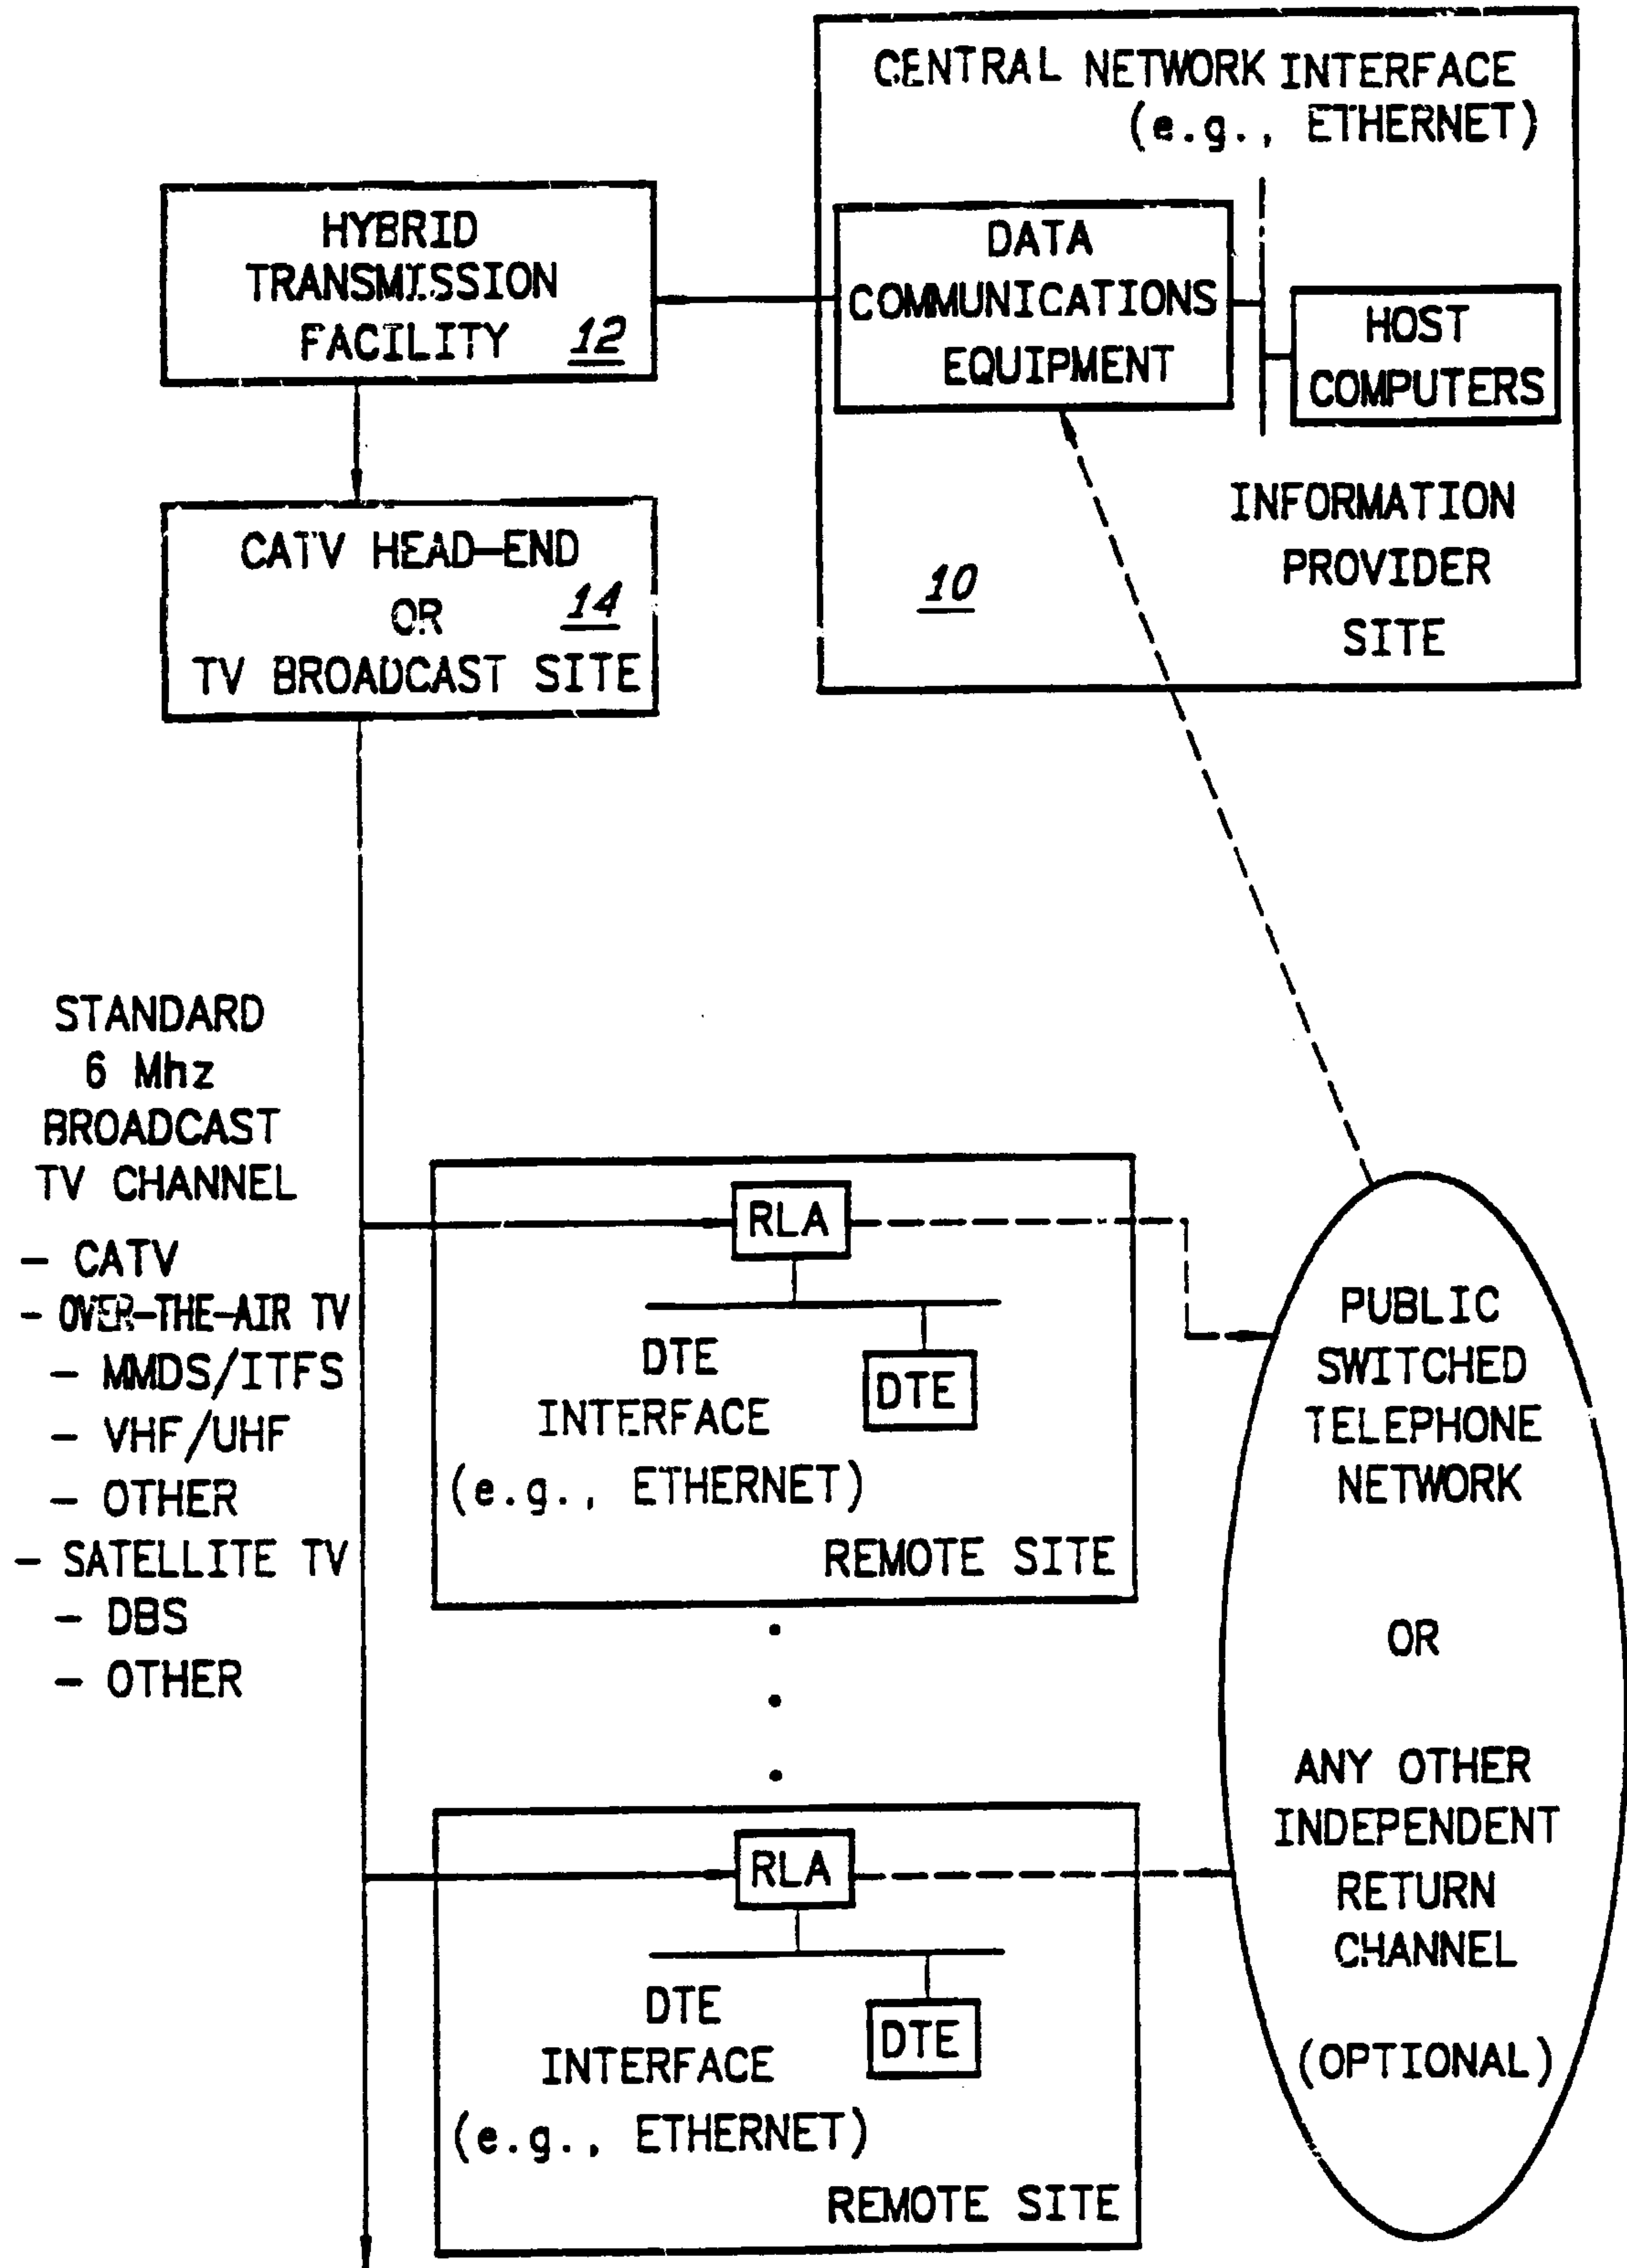 CENTRAL NETWORK INTERFACE
(e.g., ETHERNET)
HYBRID
TRANSMISSION
FACILITY 12
DATA
COMMUNICATIONS
EQUIPMENT
HOST
COMPUTERS
INFORMATION
PROVIDER
SITE
10
CATV HEAD-END
OR 14
TV BROADCAST SITE
STANDARD
6 Mhz
BROADCAST
TV CHANNEL
- CATV
- OVER-THE-AIR TV
- MMDS/ITFS
- VHF/UHF
- OTHER
- SATELLITE TV
- DBS
- OTHER
RLA
DTE
INTERFACE
(e.g., ETHERNET)
DTE
REMOTE SITE
RLA
DTE
INTERFACE
(e.g., ETHERNET)
DTE
REMOTE SITE
PUBLIC
SWITCHED
TELEPHONE
NETWORK
OR
ANY OTHER
INDEPENDENT
RETURN
CHANNEL
(OPTIONAL)